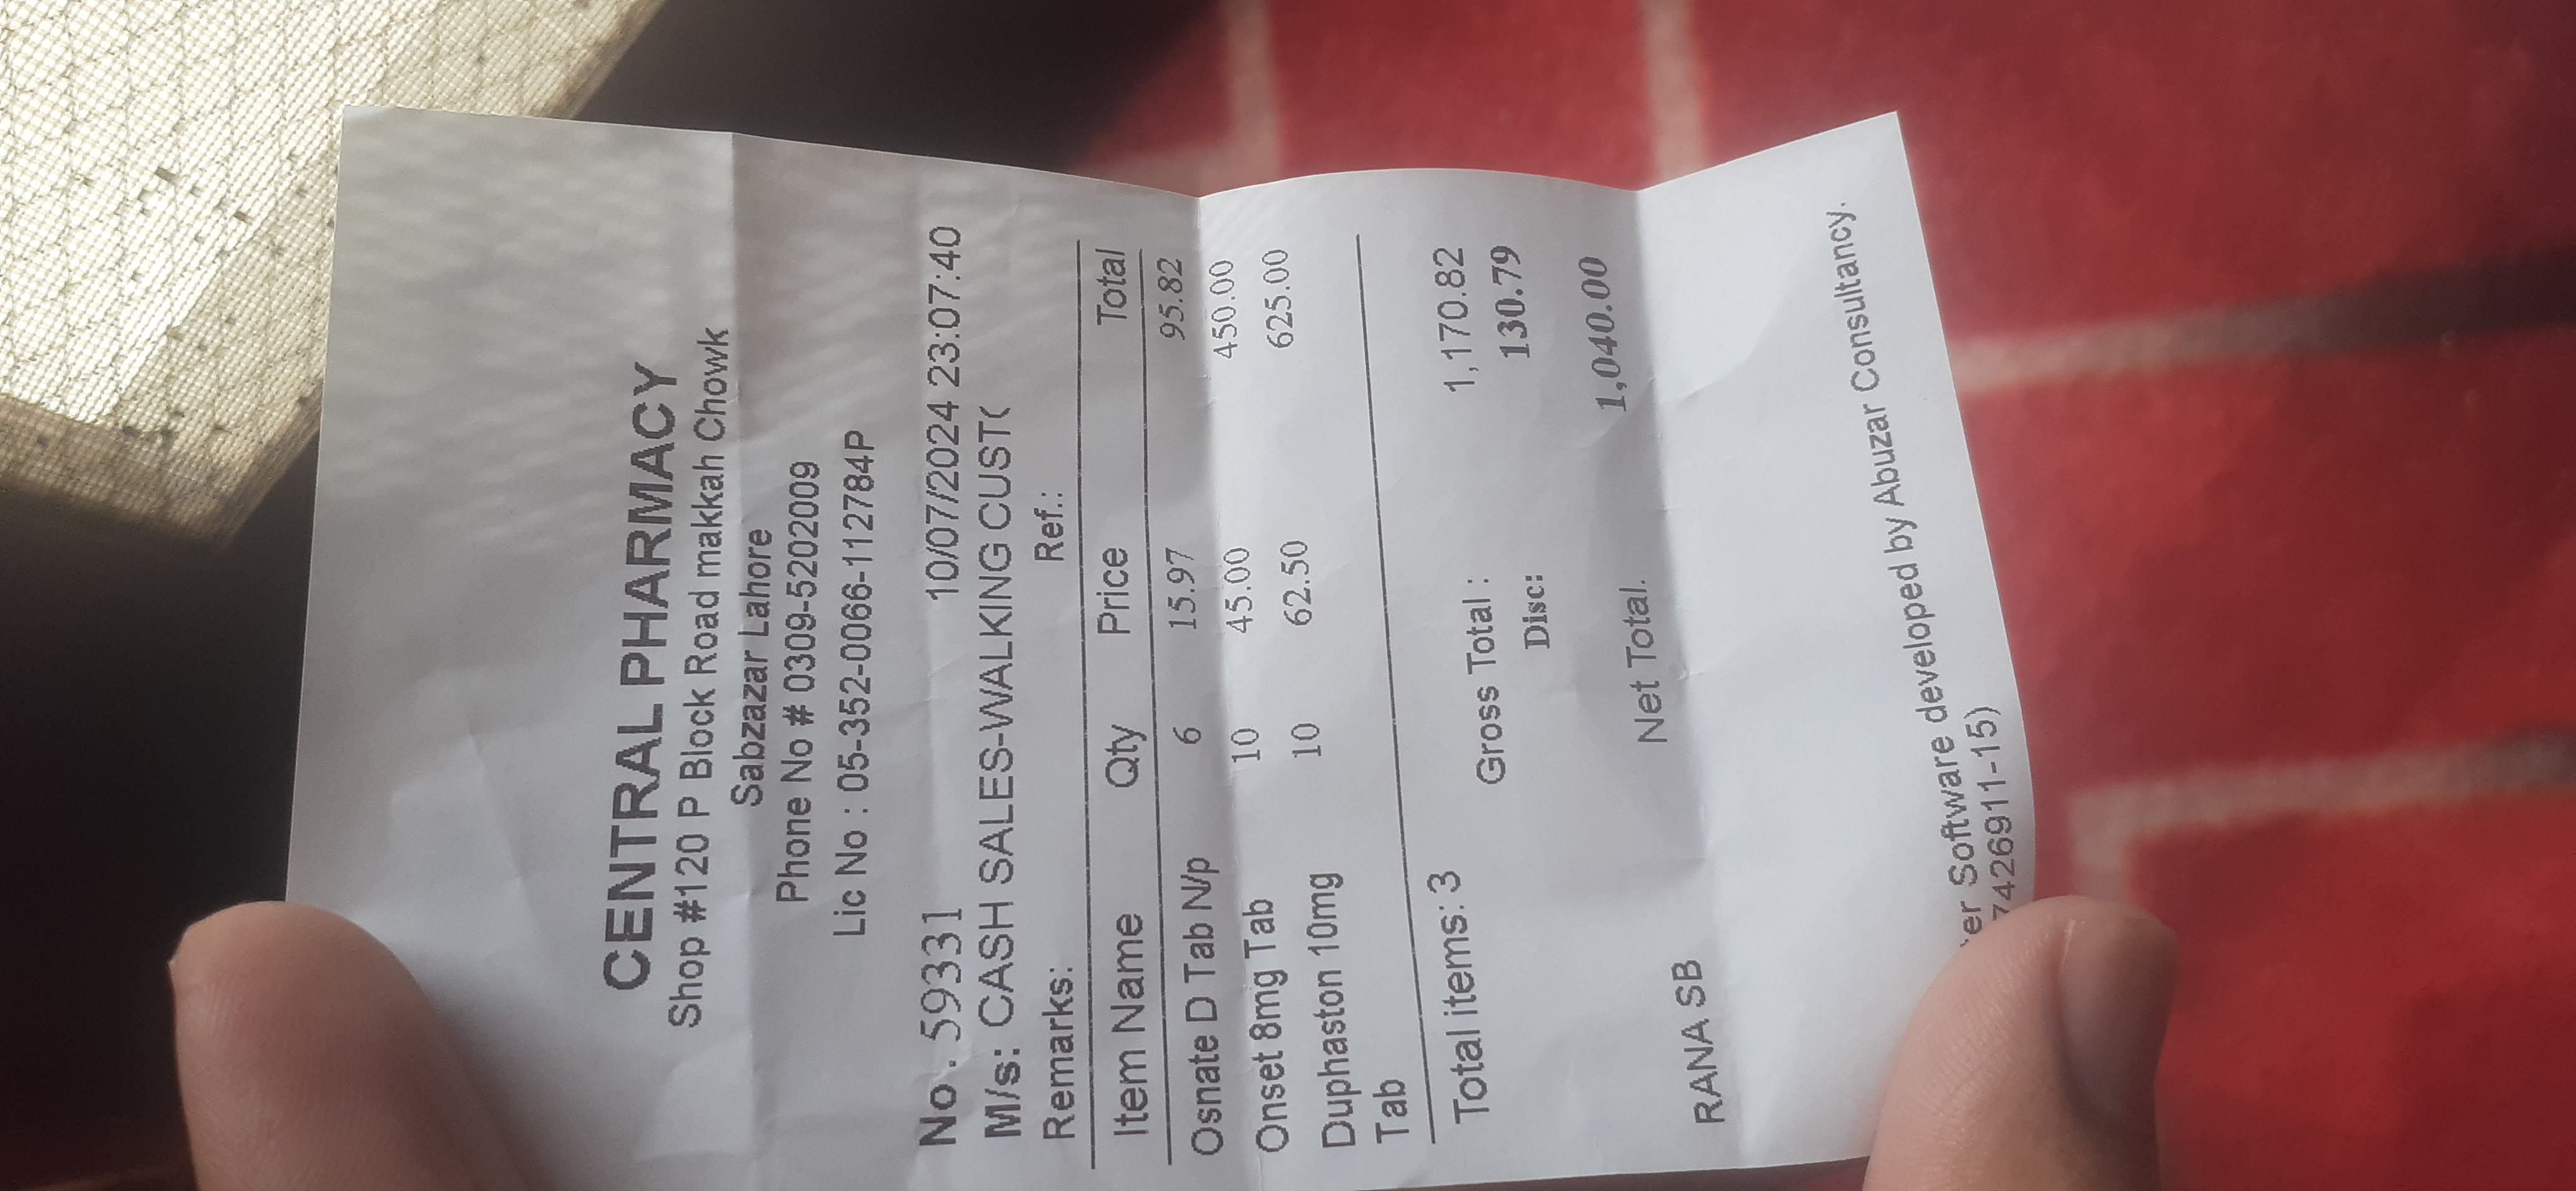 CENTRAL PHARMACY
Shop #120 P Block Road makkah Chowk
Sabzazar Lahore
Phone No # 0309-5202009
Lic No : 05-352-0066-112784P
No . 59331 10/07/2024 23:07:40
M/s: CASH SALES-WALKING CUST
Remarks: Ref.:
Item Name Qty Price Total
Osnate D Tab N/p 6 15.97 95.82
Onset 8mg Tab 10 45.00 450.00
Duphaston 10mg 10 62.50 625.00
Tab
Total items: 3
Gross Total : 1,170.82
Disc: 130.79
Net Total. 1,040.00
RANA SB
Software developed by Abuzar Consultancy.
7426911-15)